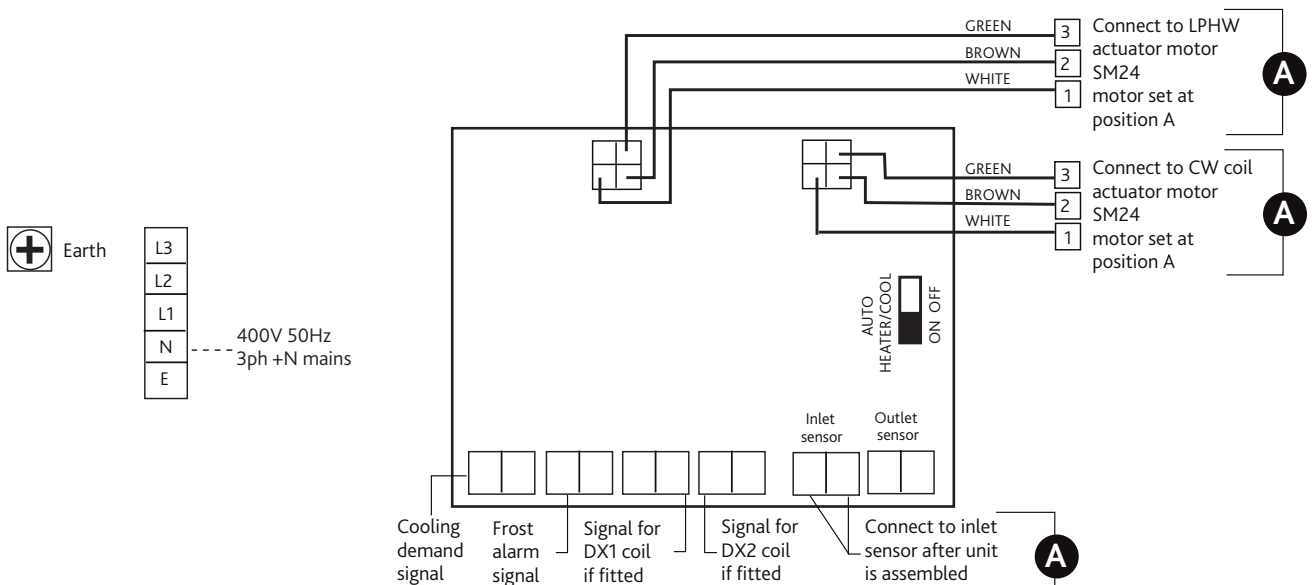 GREEN
3
BROWN
2
WHITE
1
Connect to LPHW
actuator motor
SM24
motor set at
position A
A
GREEN
3
BROWN
2
WHITE
1
Connect to CW coil
actuator motor
SM24
motor set at
position A
A
Earth
L3
L2
L1
N
E
400V 50Hz
3ph +N mains
AUTO
HEATER/COOL
ON OFF
Inlet
sensor
Outlet
sensor
Cooling
demand
signal
Frost
alarm
signal
Signal for
DX1 coil
if fitted
Signal for
DX2 coil
if fitted
Connect to inlet
sensor after unit
is assembled
A